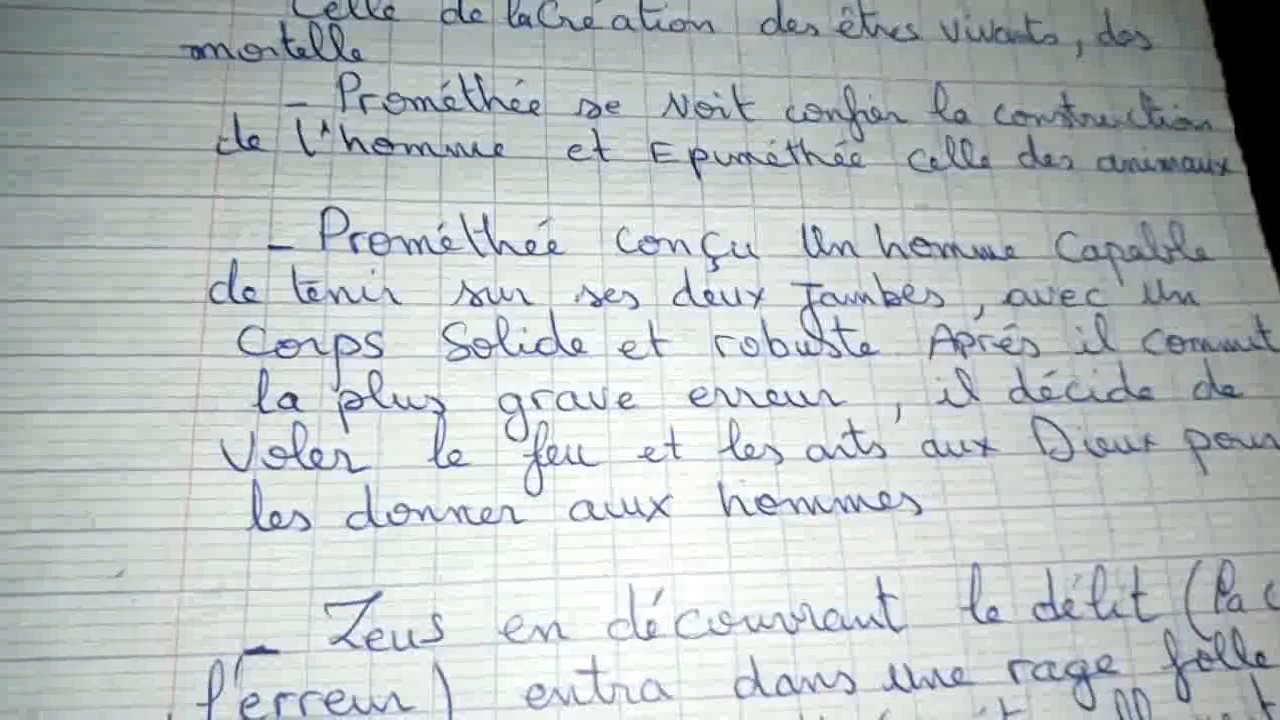 Celle de la Création des êtres vivants, des
mortelle
- Prométhée se voit confier la construction
de l'homme et Epuméthée celle des animaux
- Prométhée conçu un homme capable
de tenir sur ses deux jambes, avec un
corps solide et robuste Après il commit
la plus grave erreur, il décide de
voler le feu et les arts aux Dieux pour
les donner aux hommes
- Zeus en découvrant le délit (
l'erreur) entra dans une rage folle